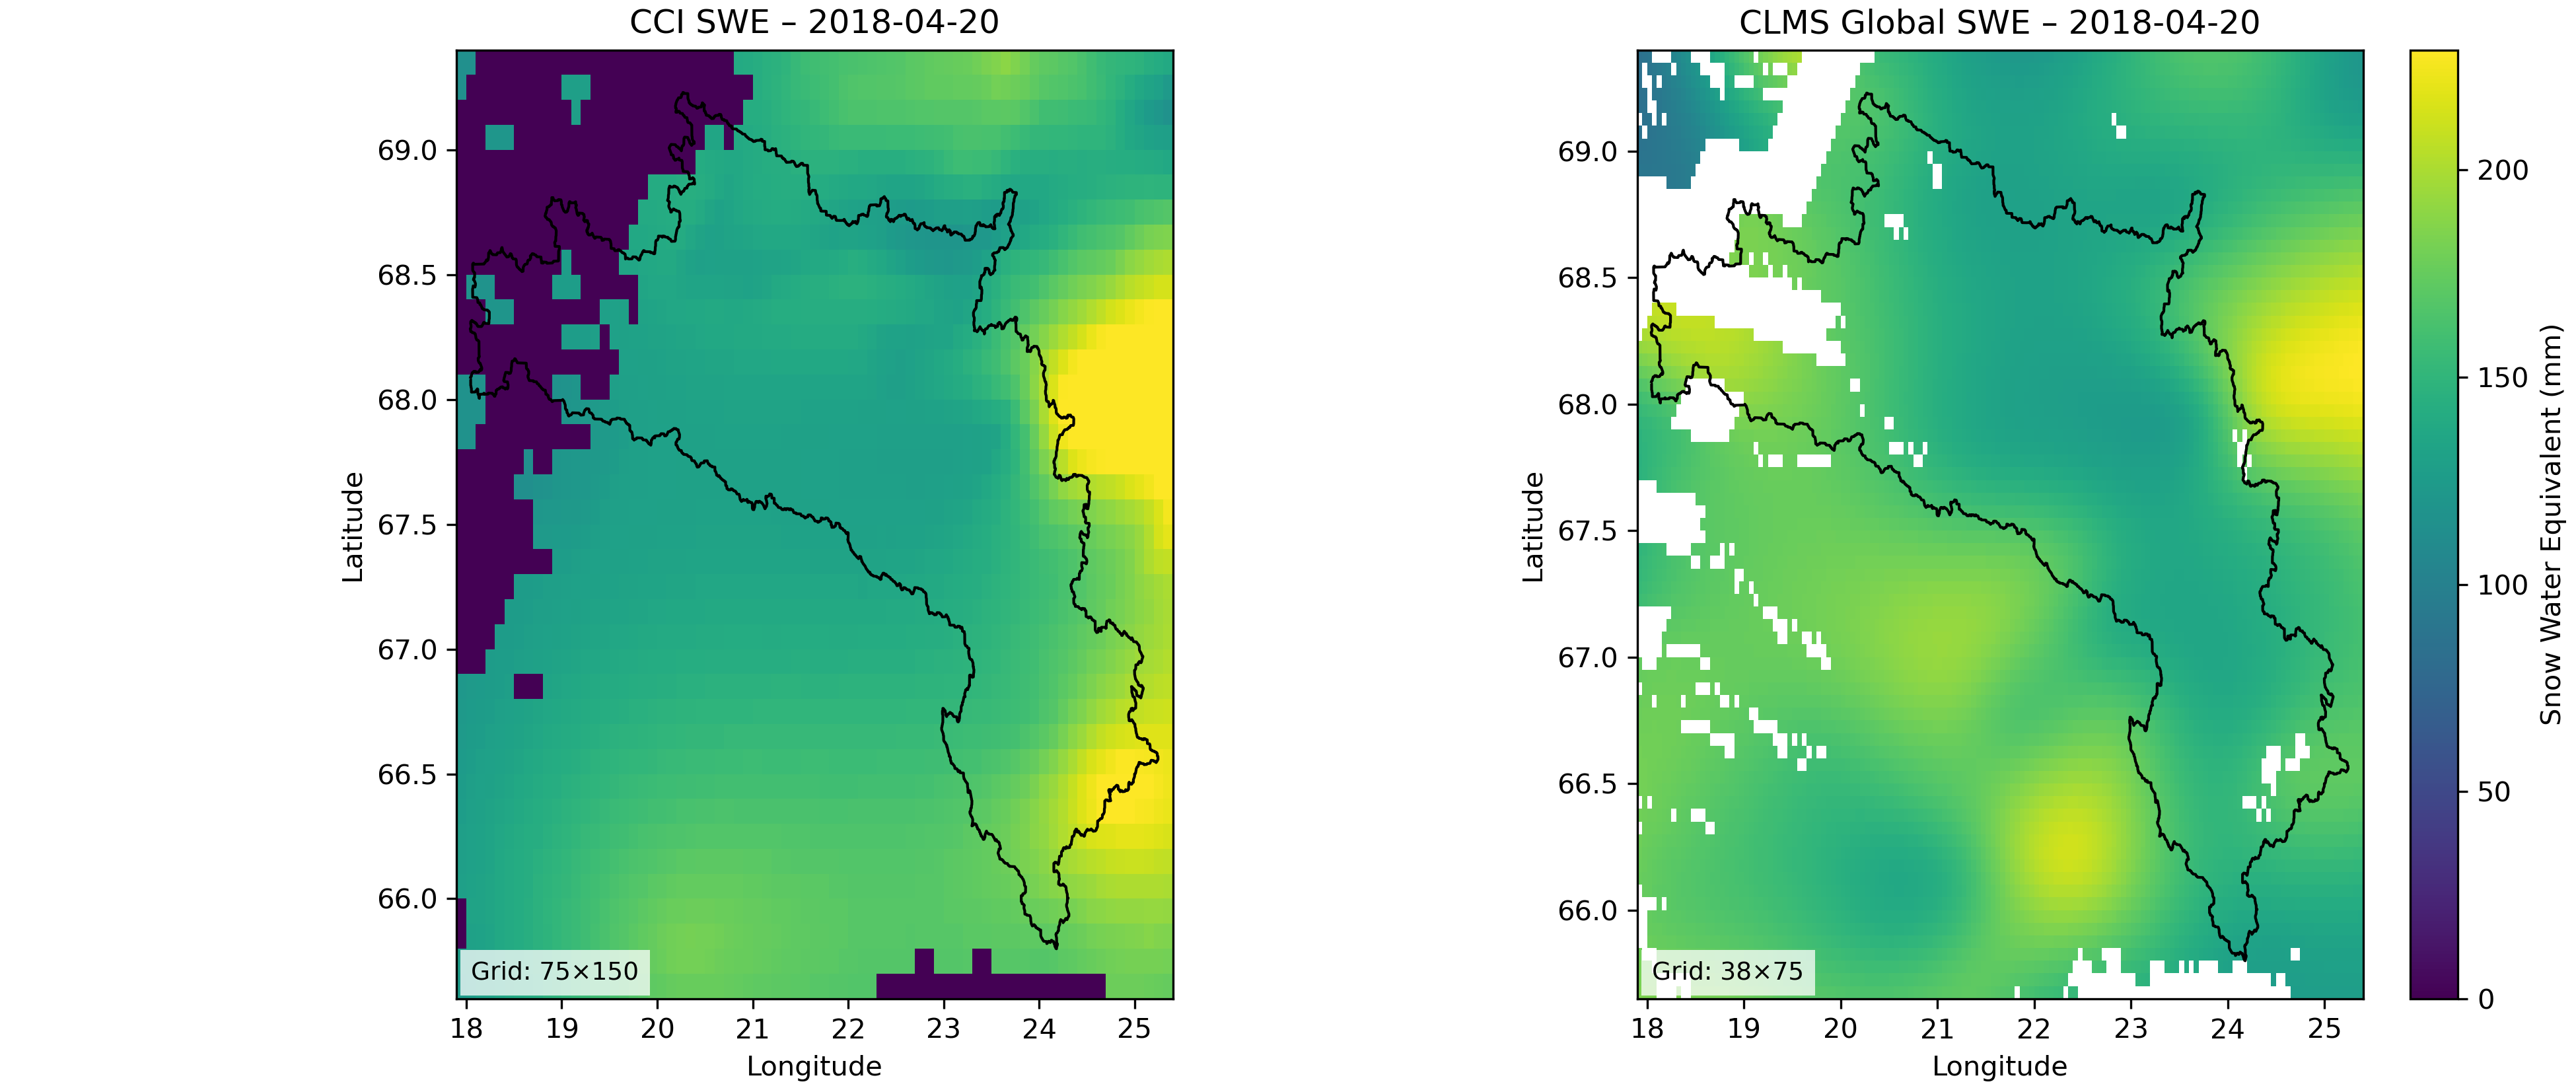 CCI SWE – 2018-04-20
69.0
68.5
68.0
67.5
67.0
66.5
66.0
Latitude
Grid: 75×150
18 19 20 21 22 23 24 25
Longitude
CLMS Global SWE – 2018-04-20
69.0
68.5
68.0
67.5
67.0
66.5
66.0
Latitude
Grid: 38×75
18 19 20 21 22 23 24 25
Longitude
200
150
100
50
0
Snow Water Equivalent (mm)